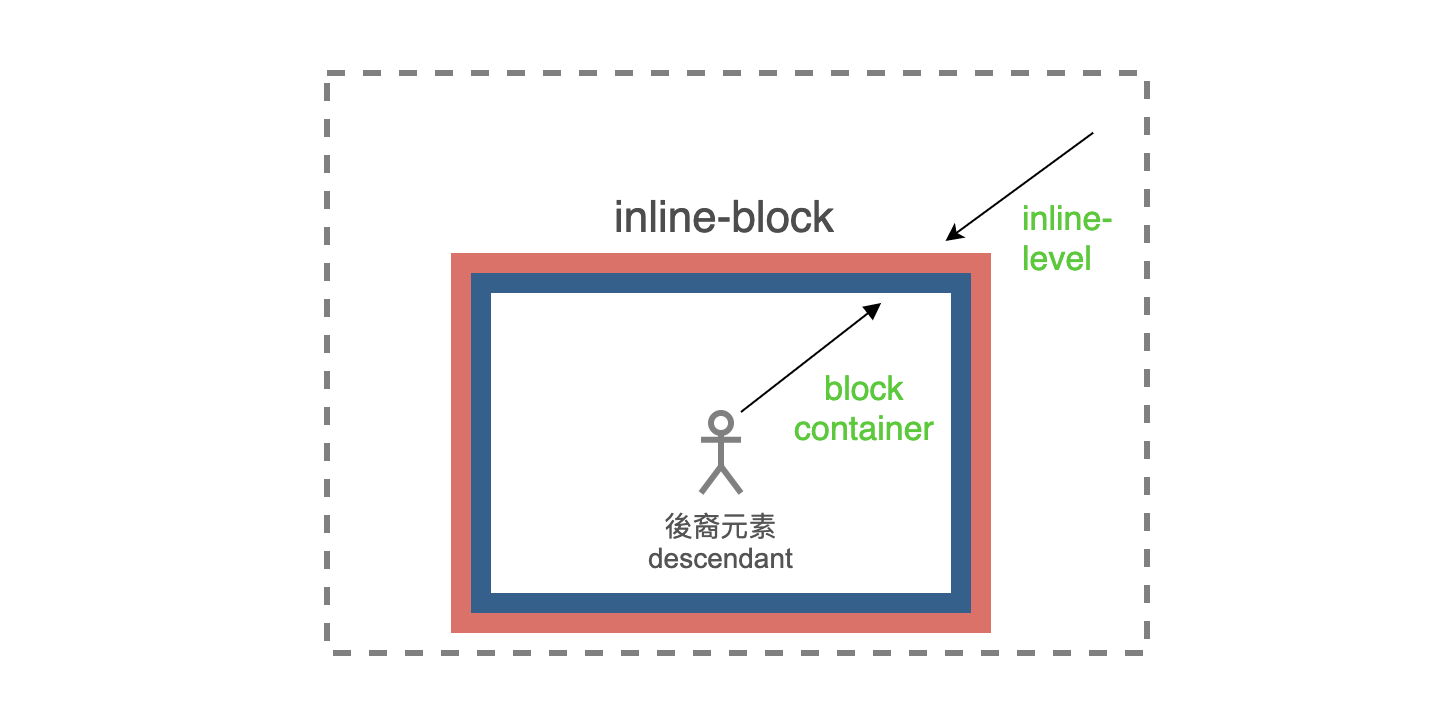 inline-block
inline-
level
block
container
後裔元素
descendant